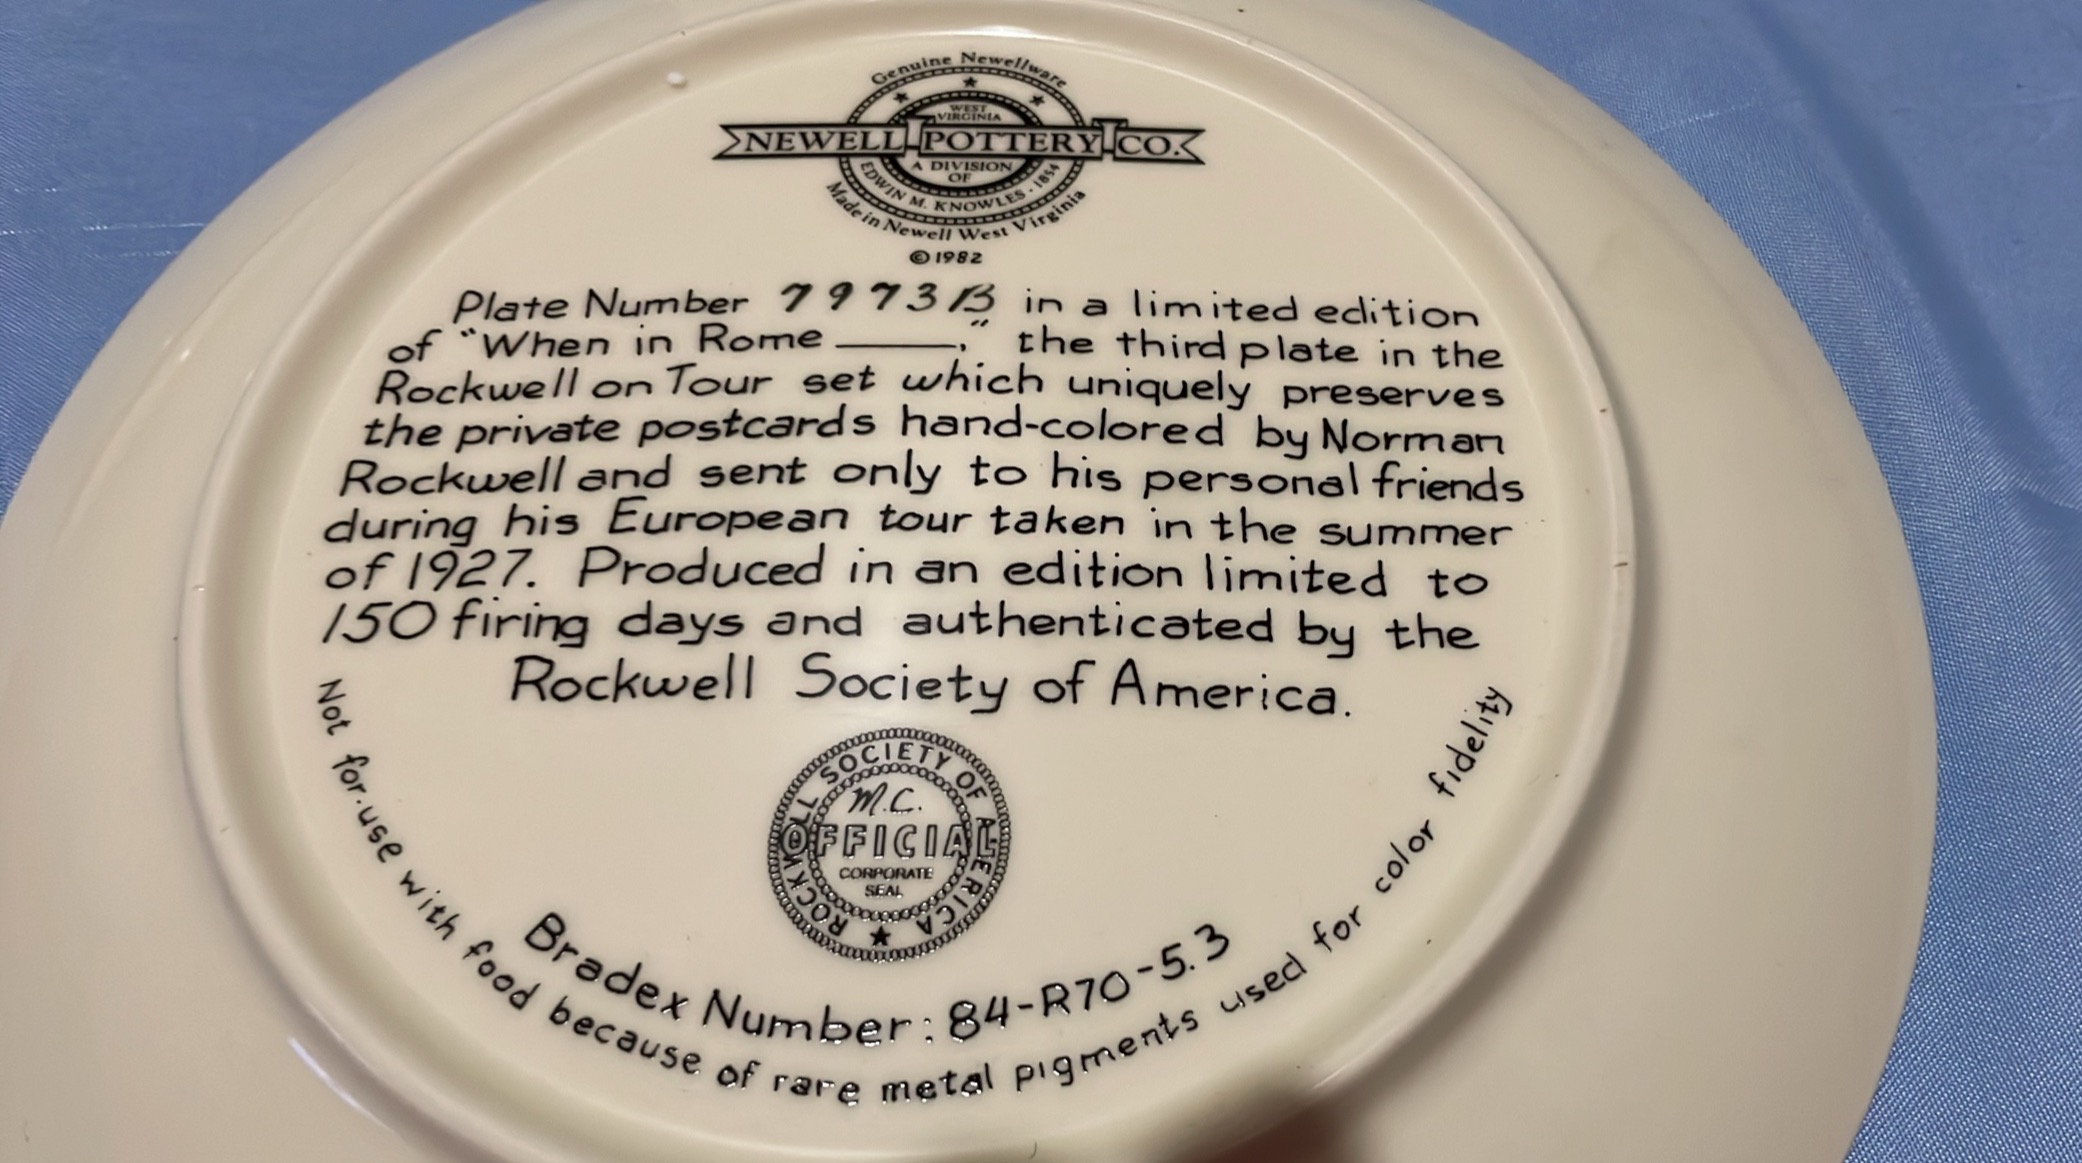 Genuine Newellware
WEST
VIRGINIA
NEWELL POTTERY CO.
A DIVISION
OF
EDWIN M. KNOWLES · 1854
Made in Newell West Virginia
©1982
Plate Number 7973B in a limited edition
of "When in Rome ____," the third plate in the
Rockwell on Tour set which uniquely preserves
the private postcards hand-colored by Norman
Rockwell and sent only to his personal friends
during his European tour taken in the summer
of 1927. Produced in an edition limited to
150 firing days and authenticated by the
Rockwell Society of America.
ROCKWELL SOCIETY OF AMERICA
M.C.
OFFICIAL
CORPORATE
SEAL
Bradex Number: 84-R70-5.3
Not for use with food because of rare metal pigments used for color fidelity